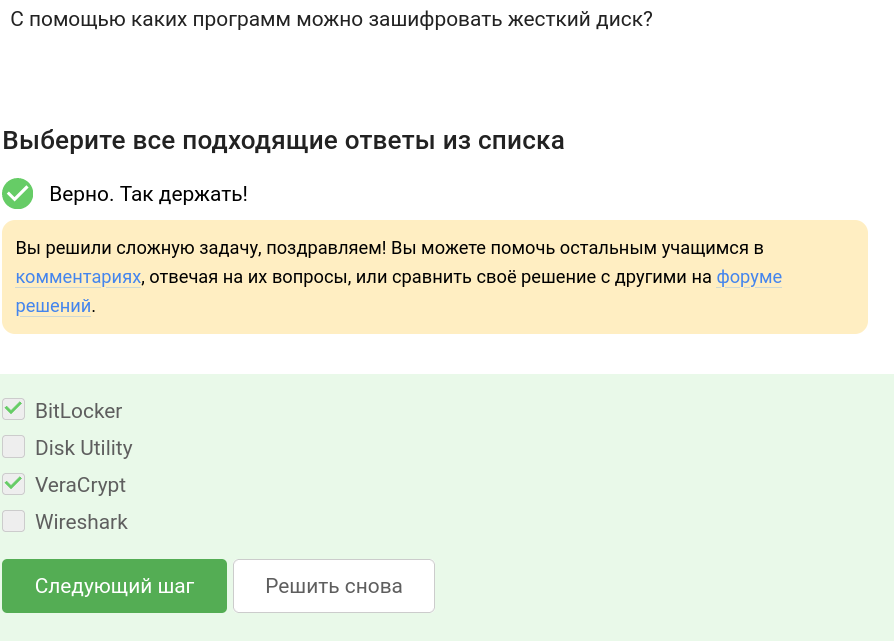 С помощью каких программ можно зашифровать жесткий диск?
Выберите все подходящие ответы из списка
Верно. Так держать!
Вы решили сложную задачу, поздравляем! Вы можете помочь остальным учащимся в
комментариях, отвечая на их вопросы, или сравнить своё решение с другими на форуме
решений.
BitLocker
Disk Utility
VeraCrypt
Wireshark
Следующий шаг
Решить снова